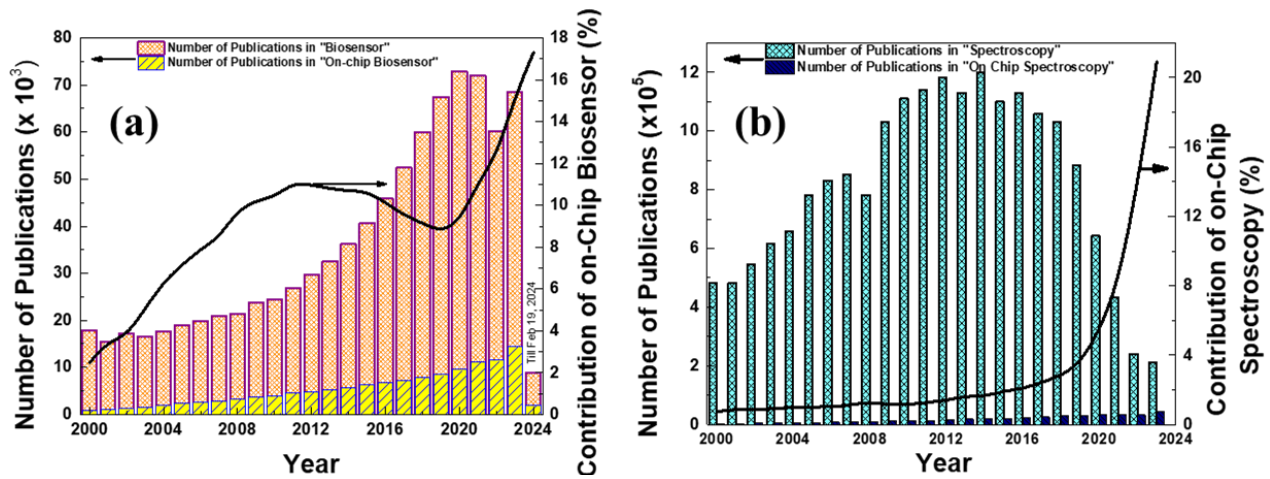 (a)
Number of Publications in "Biosensor"
Number of Publications in "On-chip Biosensor"
Number of Publications (x 10³)
80
70
60
50
40
30
20
10
0
2000 2004 2008 2012 2016 2020 2024
Year
18
16
14
12
10
8
6
4
2
0
Contribution of on-Chip Biosensor (%)
Till Feb 19, 2024
(b)
Number of Publications in "Spectroscopy"
Number of Publications in "On Chip Spectroscopy"
Number of Publications (x10⁵)
12
10
8
6
4
2
0
2000 2004 2008 2012 2016 2020 2024
Year
20
16
12
8
4
0
Contribution of on-Chip
Spectroscopy (%)